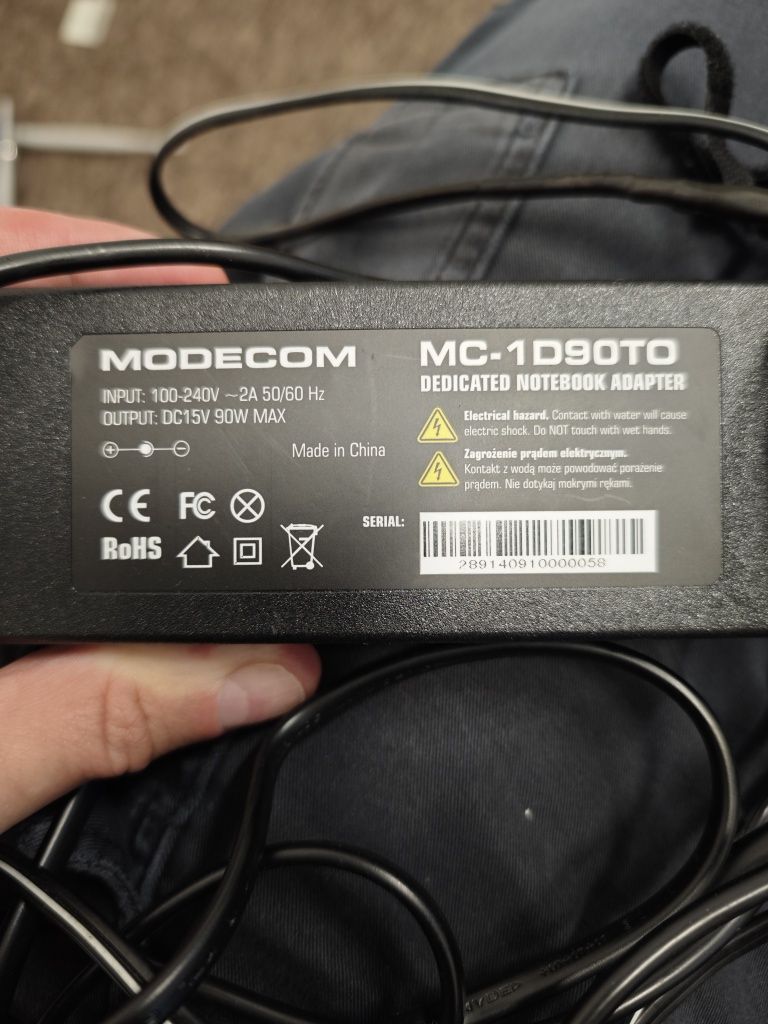 MODECOM
INPUT: 100-240V ~2A 50/60 Hz
OUTPUT: DC15V 90W MAX
+ -
Made in China
CE FC
RoHS
MC-1D90TO
DEDICATED NOTEBOOK ADAPTER
Electrical hazard. Contact with water will cause
electric shock. Do NOT touch with wet hands.
Zagrożenie prądem elektrycznym.
Kontakt z wodą może powodować porażenie
prądem. Nie dotykaj mokrymi rękami.
SERIAL:
289140910000058